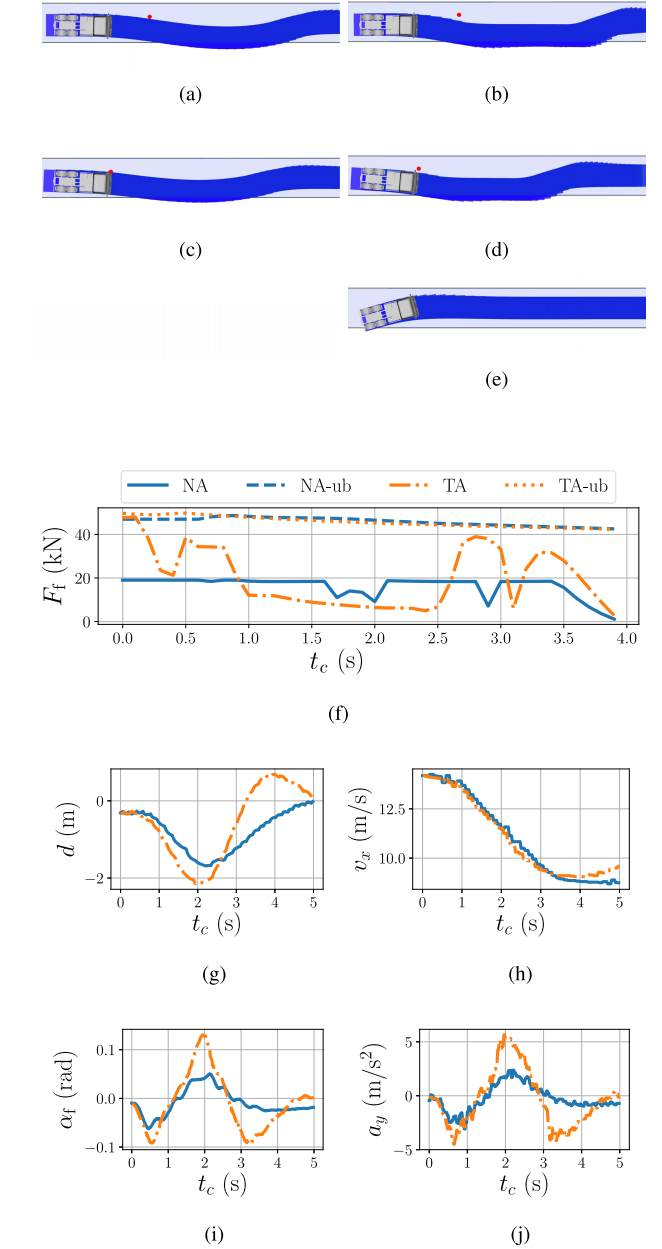 (a)
(b)
(c)
(d)
(e)
NA NA-ub TA TA-ub
F_f (kN)
40
20
0
0.0 0.5 1.0 1.5 2.0 2.5 3.0 3.5 4.0
t_c (s)
(f)
d (m)
0
−2
0 1 2 3 4 5
t_c (s)
(g)
v_x (m/s)
12.5
10.0
0 1 2 3 4 5
t_c (s)
(h)
α_f (rad)
0.1
0.0
−0.1
0 1 2 3 4 5
t_c (s)
(i)
a_y (m/s²)
5
0
−5
0 1 2 3 4 5
t_c (s)
(j)